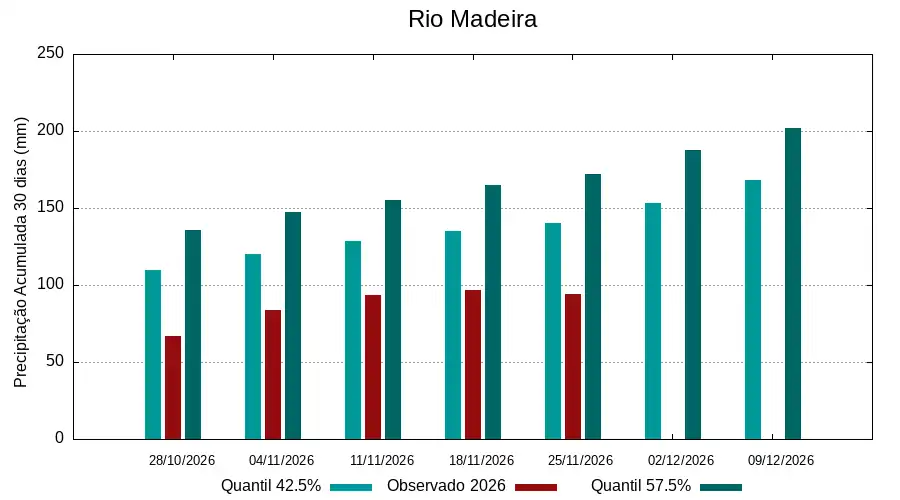 Rio Madeira
Precipitação Acumulada 30 dias (mm)
250
200
150
100
50
0
28/10/2026 04/11/2026 11/11/2026 18/11/2026 25/11/2026 02/12/2026 09/12/2026
Quantil 42.5% Observado 2026 Quantil 57.5%